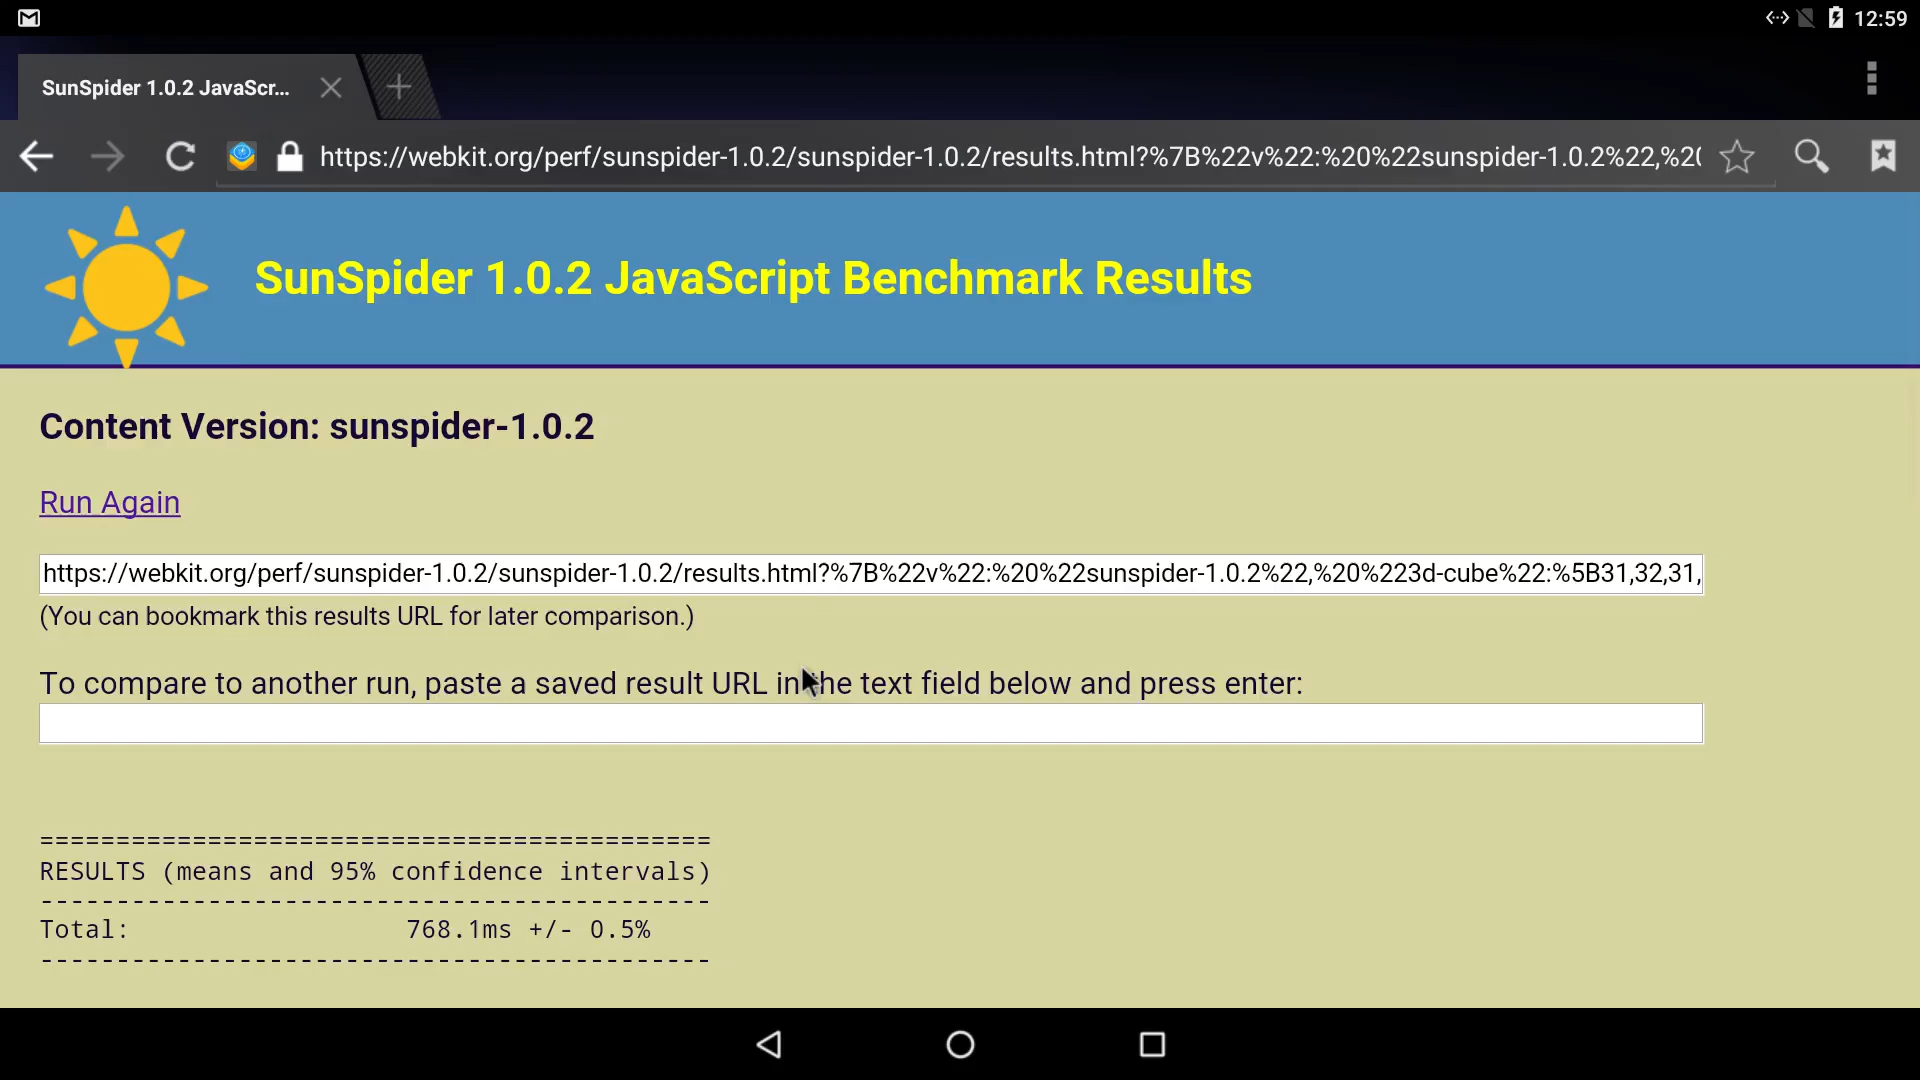 12:59
SunSpider 1.0.2 JavaScr...
https://webkit.org/perf/sunspider-1.0.2/sunspider-1.0.2/results.html?%7B%22v%22:%20%22sunspider-1.0.2%22,%20
SunSpider 1.0.2 JavaScript Benchmark Results
Content Version: sunspider-1.0.2
Run Again
https://webkit.org/perf/sunspider-1.0.2/sunspider-1.0.2/results.html?%7B%22v%22:%20%22sunspider-1.0.2%22,%20%223d-cube%22:%5B31,32,31,
(You can bookmark this results URL for later comparison.)
To compare to another run, paste a saved result URL in the text field below and press enter:
============================================
RESULTS (means and 95% confidence intervals)
--------------------------------------------
Total:                  768.1ms +/- 0.5%
--------------------------------------------